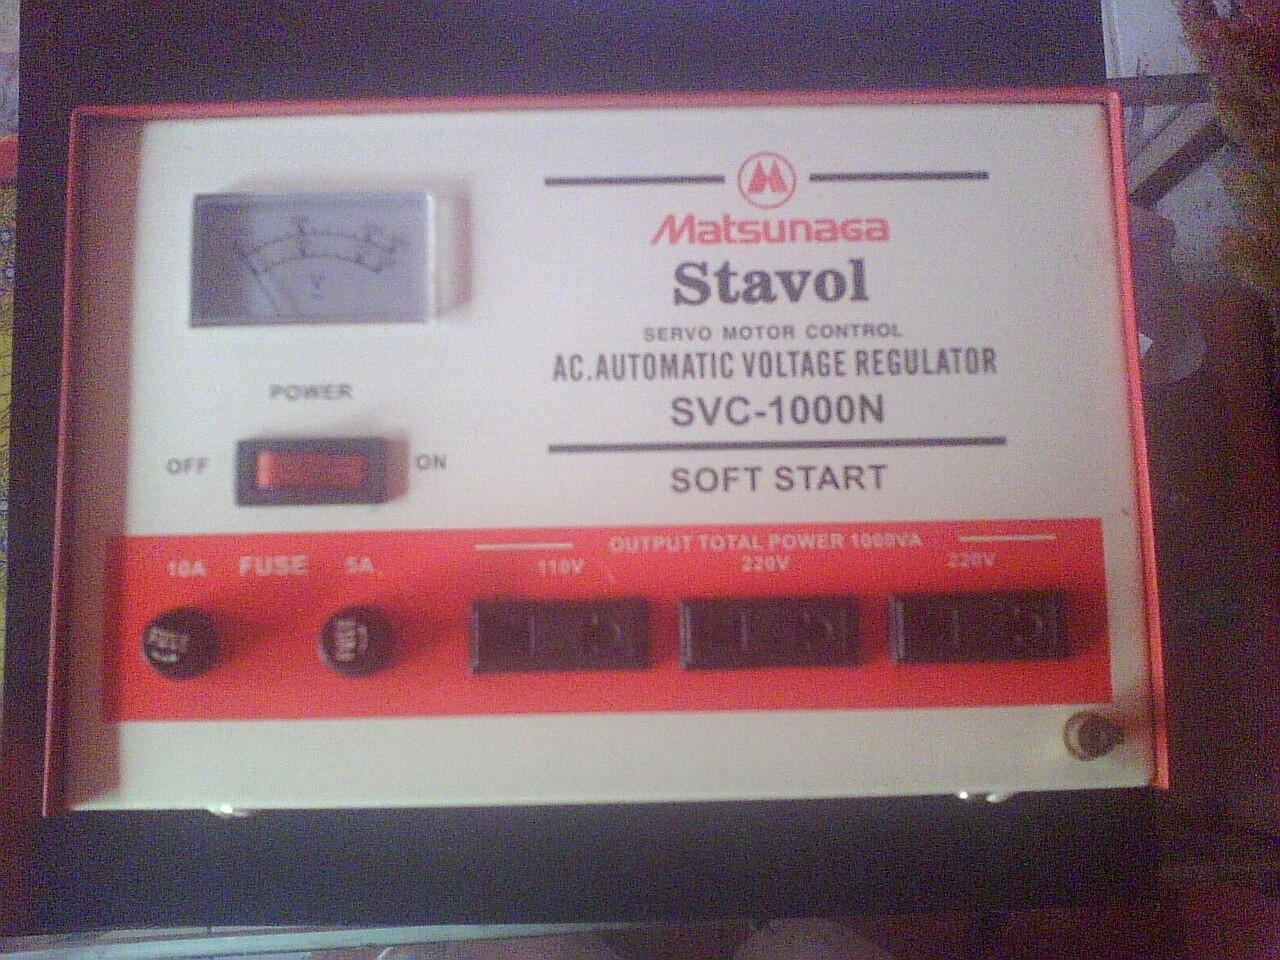 Matsunaga
Stavol
SERVO MOTOR CONTROL
AC.AUTOMATIC VOLTAGE REGULATOR
SVC-1000N
SOFT START
POWER
OFF ON
10A FUSE 5A
OUTPUT TOTAL POWER 1000VA
110V 220V 220V
FUSE